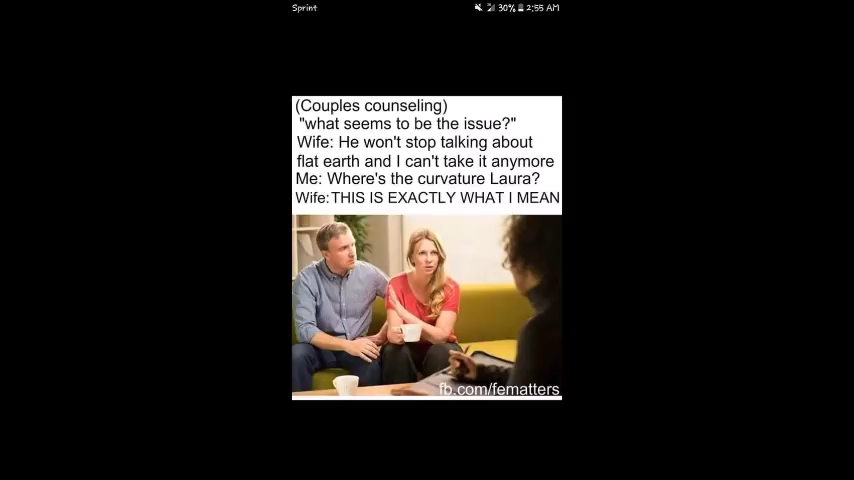 Sprint
30% 2:55 AM
(Couples counseling)
"what seems to be the issue?"
Wife: He won't stop talking about
flat earth and I can't take it anymore
Me: Where's the curvature Laura?
Wife: THIS IS EXACTLY WHAT I MEAN
fb.com/fematters